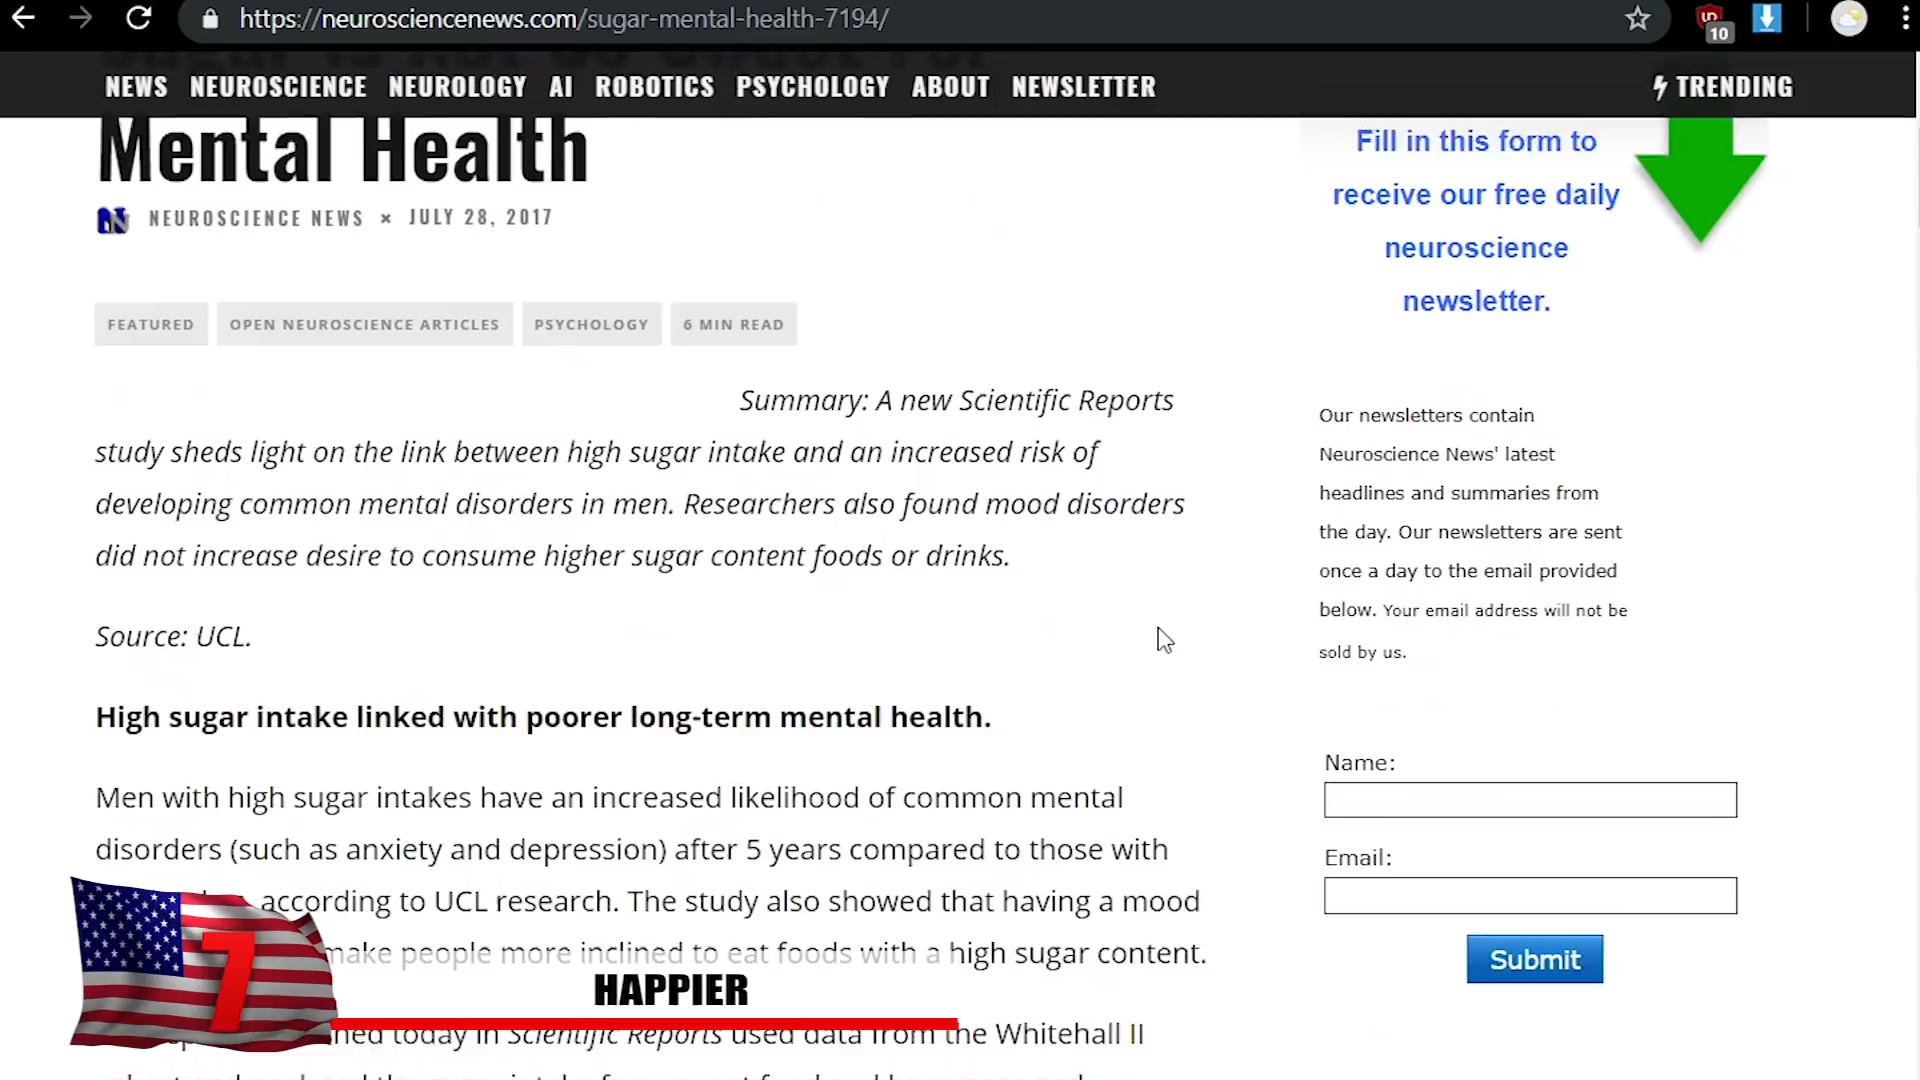 https://neurosciencenews.com/sugar-mental-health-7194/
10
NEWS NEUROSCIENCE NEUROLOGY AI ROBOTICS PSYCHOLOGY ABOUT NEWSLETTER TRENDING
Mental Health
NEUROSCIENCE NEWS × JULY 28, 2017
FEATURED OPEN NEUROSCIENCE ARTICLES PSYCHOLOGY 6 MIN READ
Summary: A new Scientific Reports
study sheds light on the link between high sugar intake and an increased risk of
developing common mental disorders in men. Researchers also found mood disorders
did not increase desire to consume higher sugar content foods or drinks.
Source: UCL.
High sugar intake linked with poorer long-term mental health.
Men with high sugar intakes have an increased likelihood of common mental
disorders (such as anxiety and depression) after 5 years compared to those with
according to UCL research. The study also showed that having a mood
make people more inclined to eat foods with a high sugar content.
today in Scientific Reports used data from the Whitehall II
Fill in this form to
receive our free daily
neuroscience
newsletter.
Our newsletters contain
Neuroscience News' latest
headlines and summaries from
the day. Our newsletters are sent
once a day to the email provided
below. Your email address will not be
sold by us.
Name:
Email:
Submit
7
HAPPIER